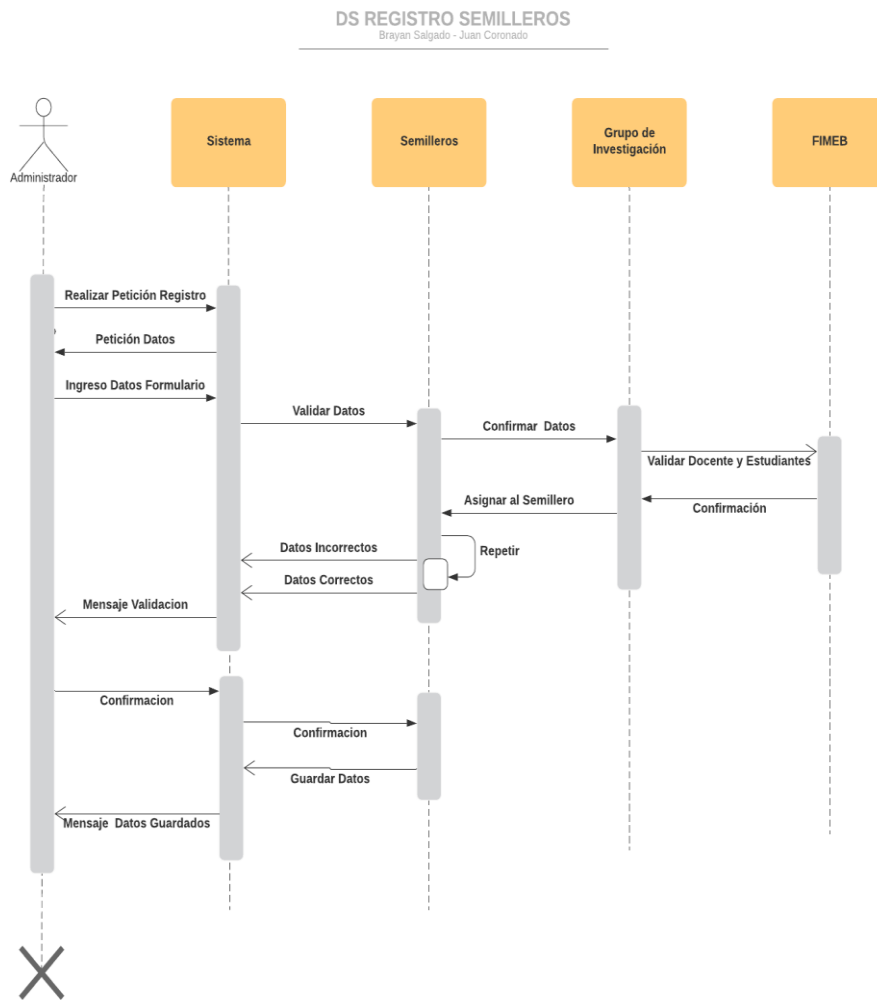 DS REGISTRO SEMILLEROS
Brayan Salgado - Juan Coronado
Administrador
Sistema
Semilleros
Grupo de
Investigación
FIMEB
Realizar Petición Registro
Petición Datos
Ingreso Datos Formulario
Validar Datos
Confirmar  Datos
Validar Docente y Estudiantes
Confirmación
Asignar al Semillero
Repetir
Datos Incorrectos
Datos Correctos
Mensaje Validacion
Confirmacion
Confirmacion
Guardar Datos
Mensaje  Datos Guardados